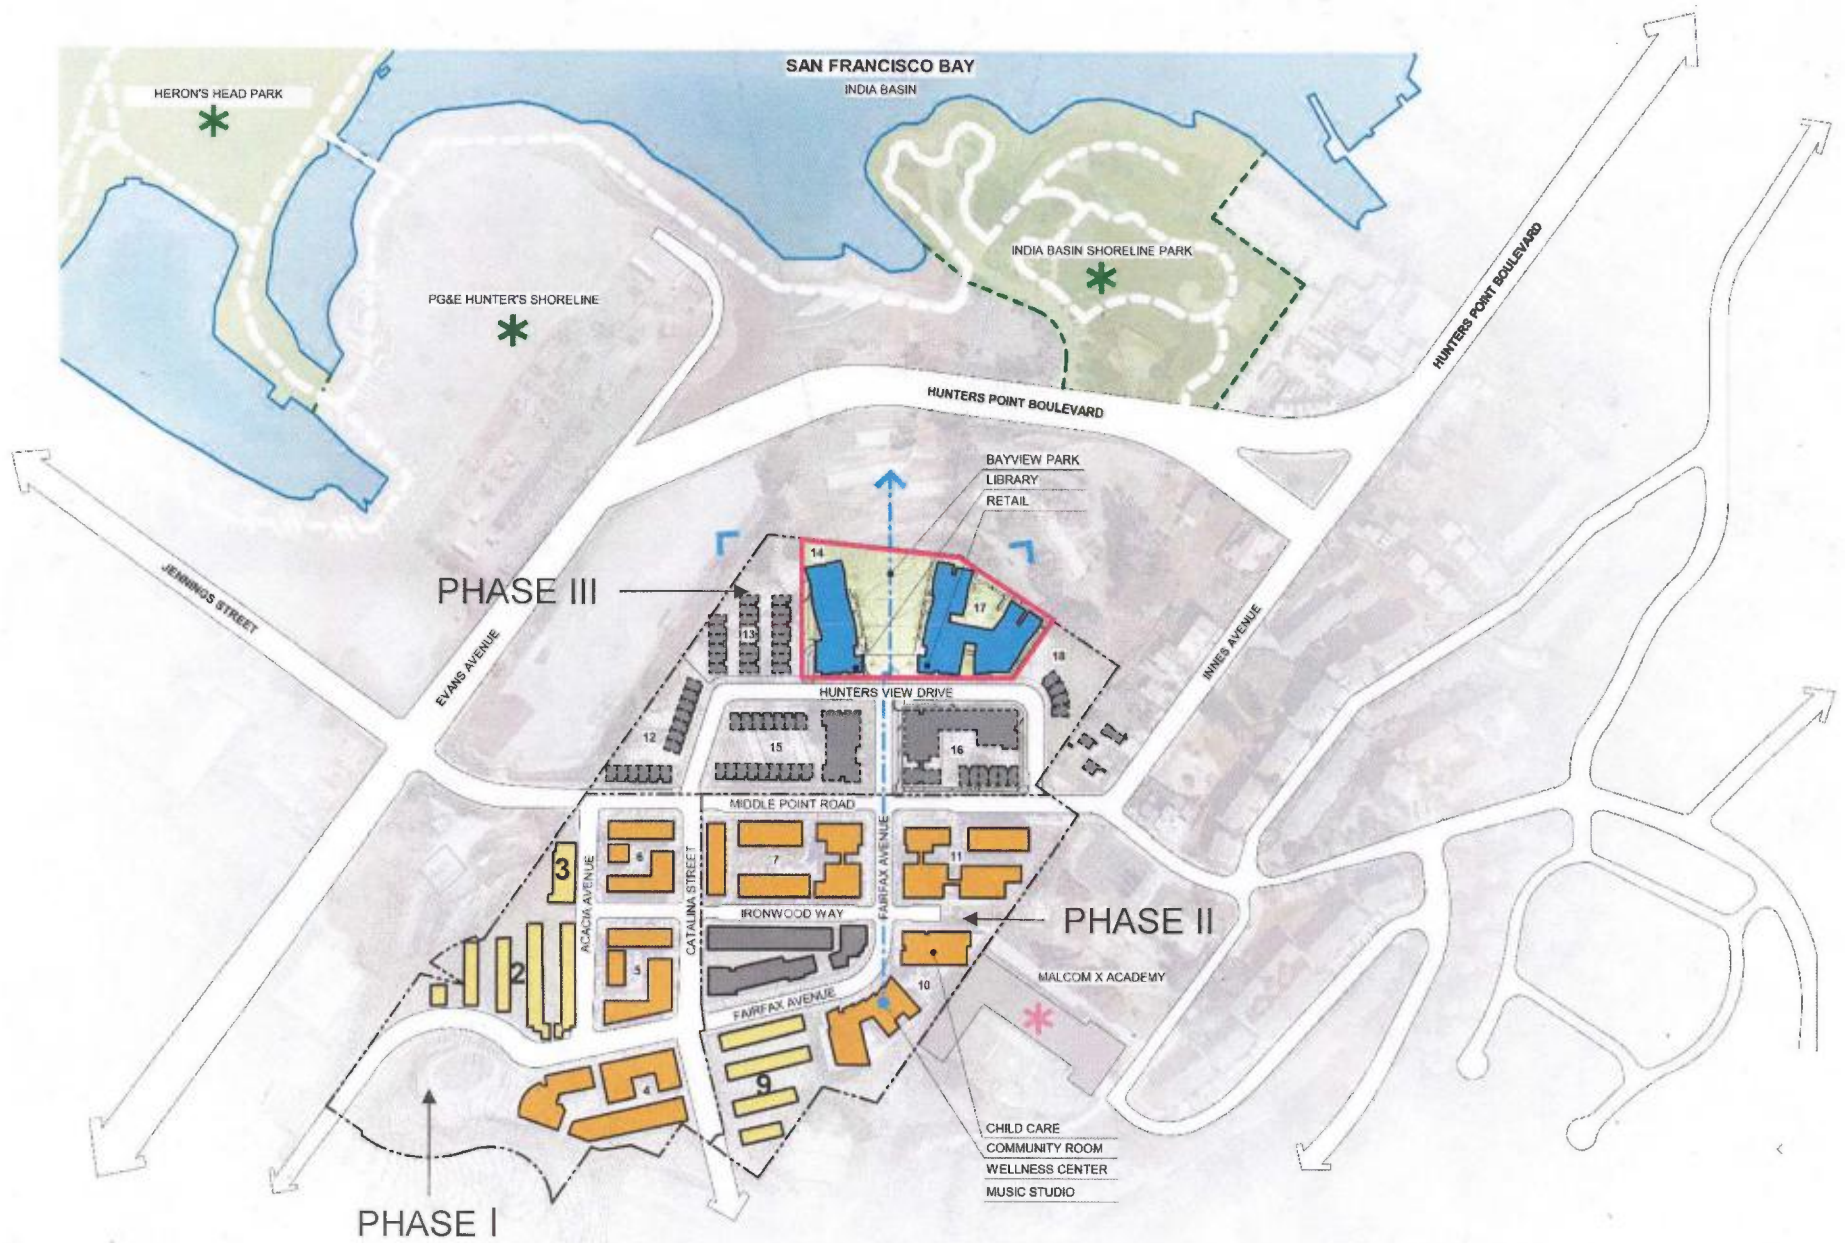 SAN FRANCISCO BAY
INDIA BASIN
HERON'S HEAD PARK
INDIA BASIN SHORELINE PARK
PG&E HUNTER'S SHORELINE
HUNTERS POINT BOULEVARD
HUNTERS POINT BOULEVARD
BAYVIEW PARK
LIBRARY
RETAIL
JENNINGS STREET
EVANS AVENUE
INNES AVENUE
PHASE III
14
17
13
18
HUNTERS VIEW DRIVE
12
15
16
MIDDLE POINT ROAD
3
ACACIA AVENUE
6
CATALINA STREET
7
FAIRFAX AVENUE
11
IRONWOOD WAY
PHASE II
2
5
MALCOM X ACADEMY
10
FAIRFAX AVENUE
9
4
CHILD CARE
COMMUNITY ROOM
WELLNESS CENTER
MUSIC STUDIO
PHASE I